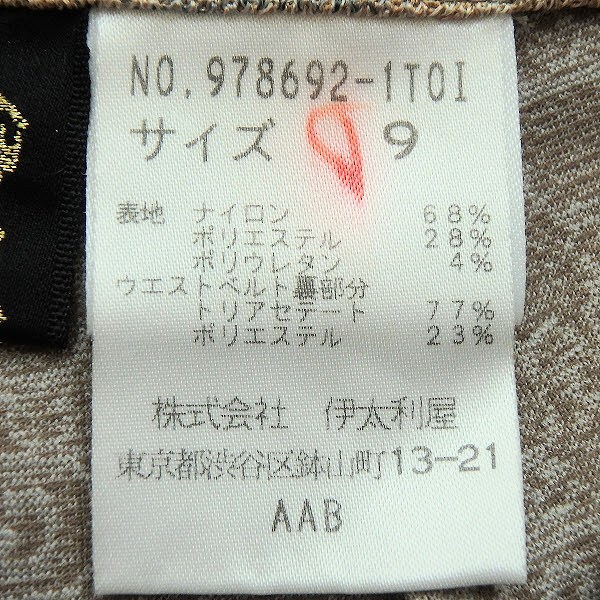 NO.978692-1T0I
サイズ 9
表地 ナイロン 68%
ポリエステル 28%
ポリウレタン 4%
ウエストベルト裏部分
トリアセテート 77%
ポリエステル 23%
株式会社 伊太利屋
東京都渋谷区鉢山町13-21
AAB